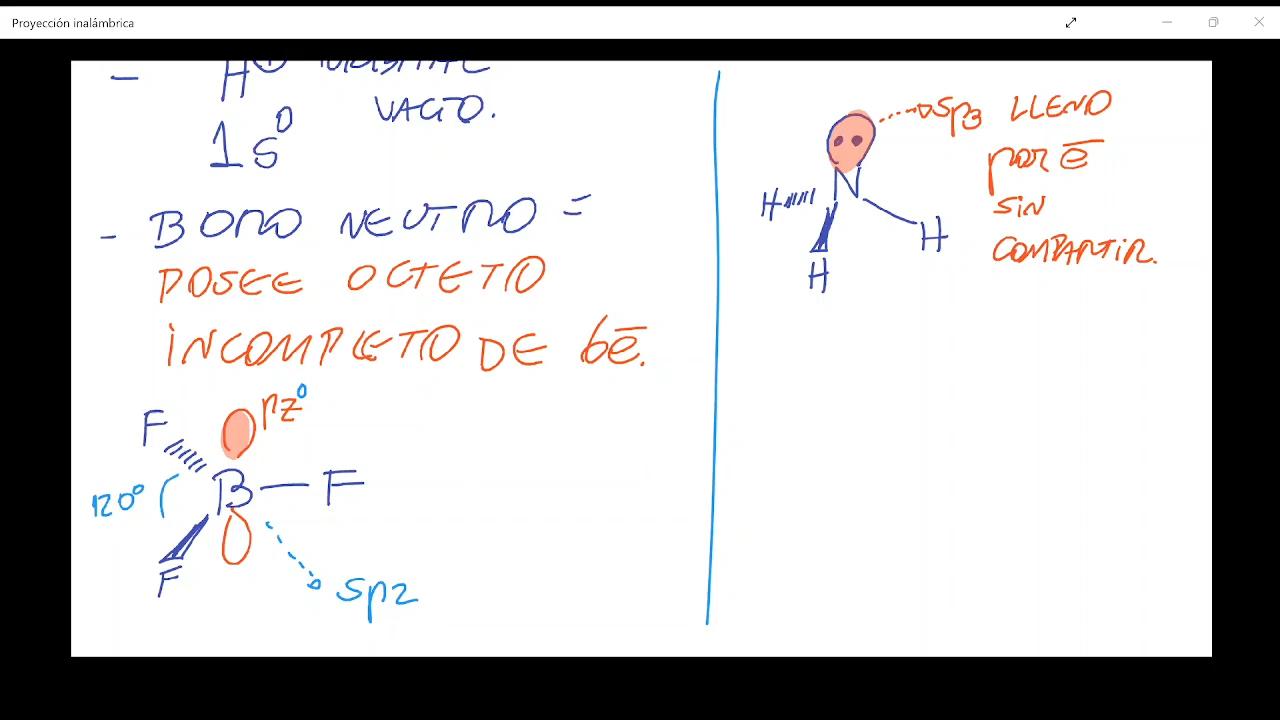 Proyección inalámbrica
- H⊕
VACIO.
1s⁰
- BORO NEUTRO =
POSEE OCTETO
INCOMPLETO DE 6ē.
pz⁰
F
120°
B — F
F
sp2
sp3 LLENO
por ē
SiN
COMPARTIR.
N
H
H
H